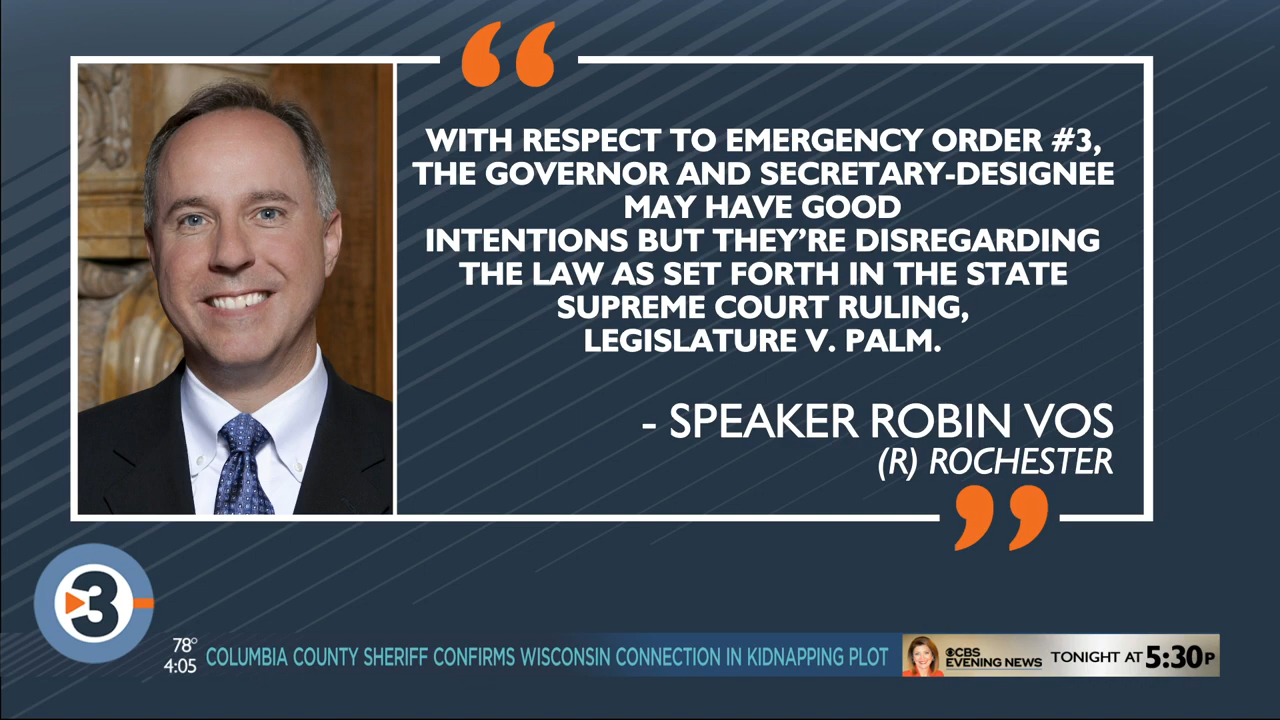 WITH RESPECT TO EMERGENCY ORDER #3,
THE GOVERNOR AND SECRETARY-DESIGNEE
MAY HAVE GOOD
INTENTIONS BUT THEY’RE DISREGARDING
THE LAW AS SET FORTH IN THE STATE
SUPREME COURT RULING,
LEGISLATURE V. PALM.
- SPEAKER ROBIN VOS
(R) ROCHESTER
3
78°
4:05
COLUMBIA COUNTY SHERIFF CONFIRMS WISCONSIN CONNECTION IN KIDNAPPING PLOT
CBS
EVENING NEWS
TONIGHT AT 5:30P